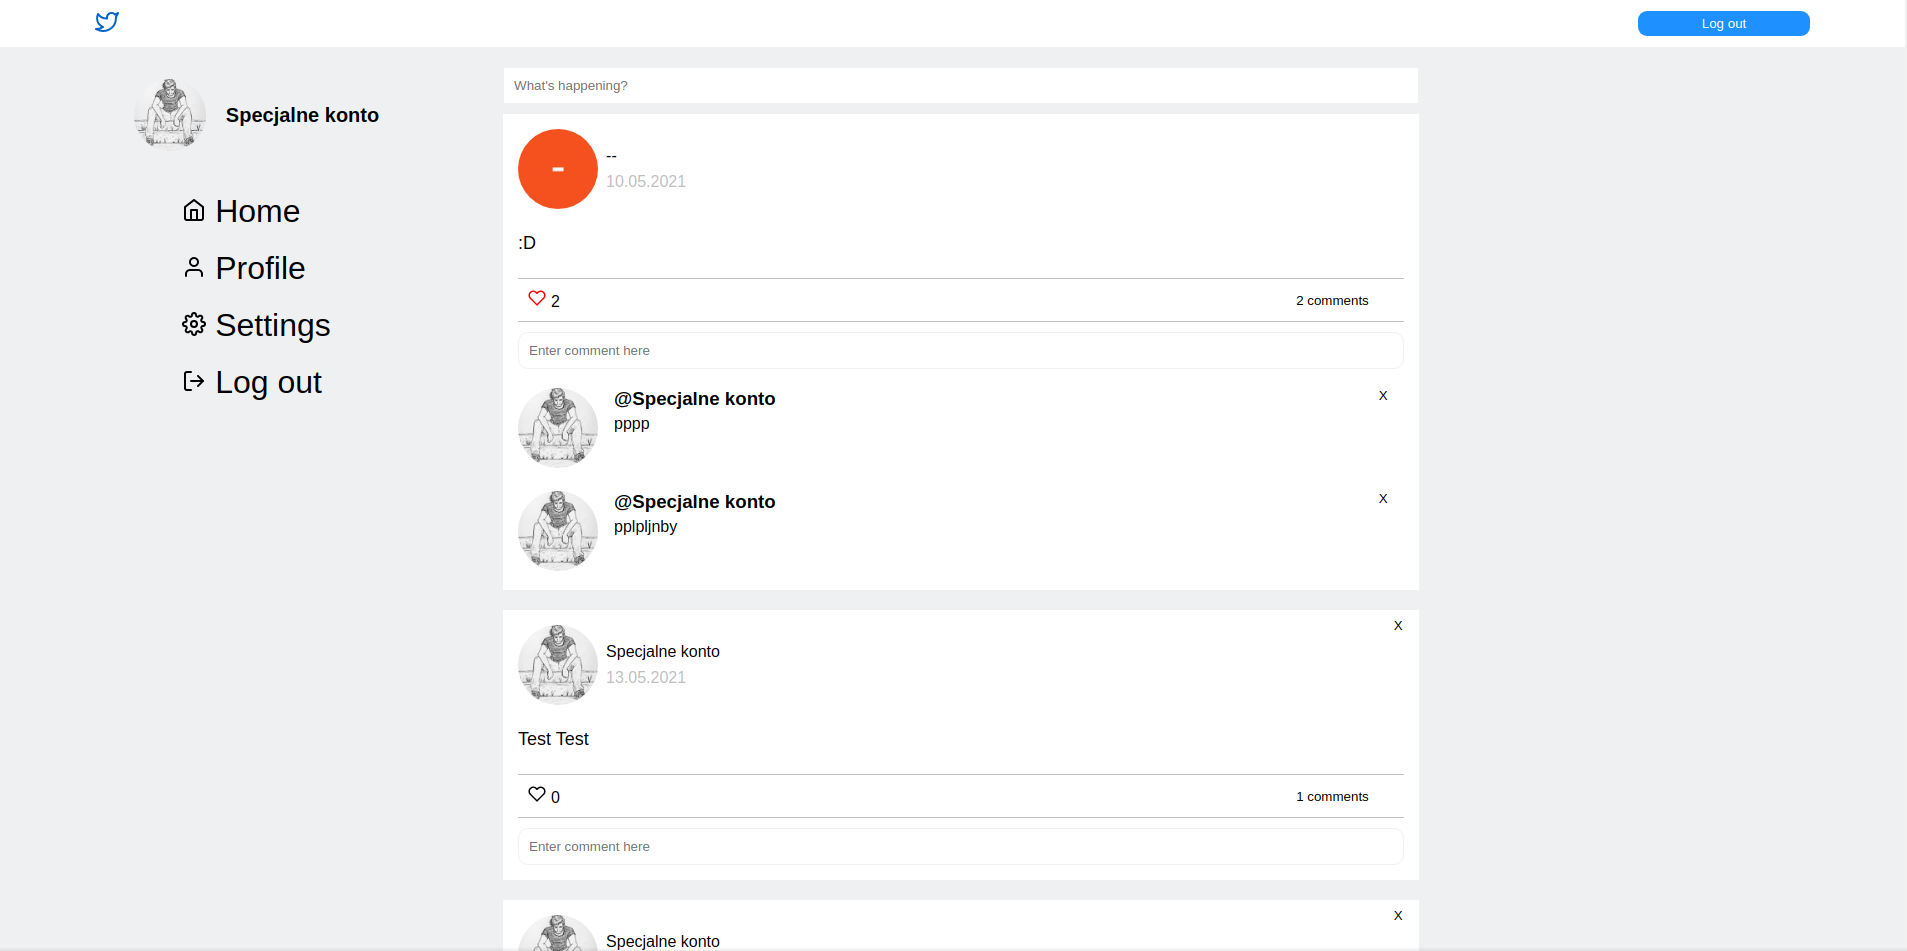 Log out
Specjalne konto
Home
Profile
Settings
Log out
What's happening?
-
--
10.05.2021
:D
2
2 comments
Enter comment here
@Specjalne konto
X
pppp
@Specjalne konto
X
pplpljnby
X
Specjalne konto
13.05.2021
Test Test
0
1 comments
Enter comment here
X
Specjalne konto